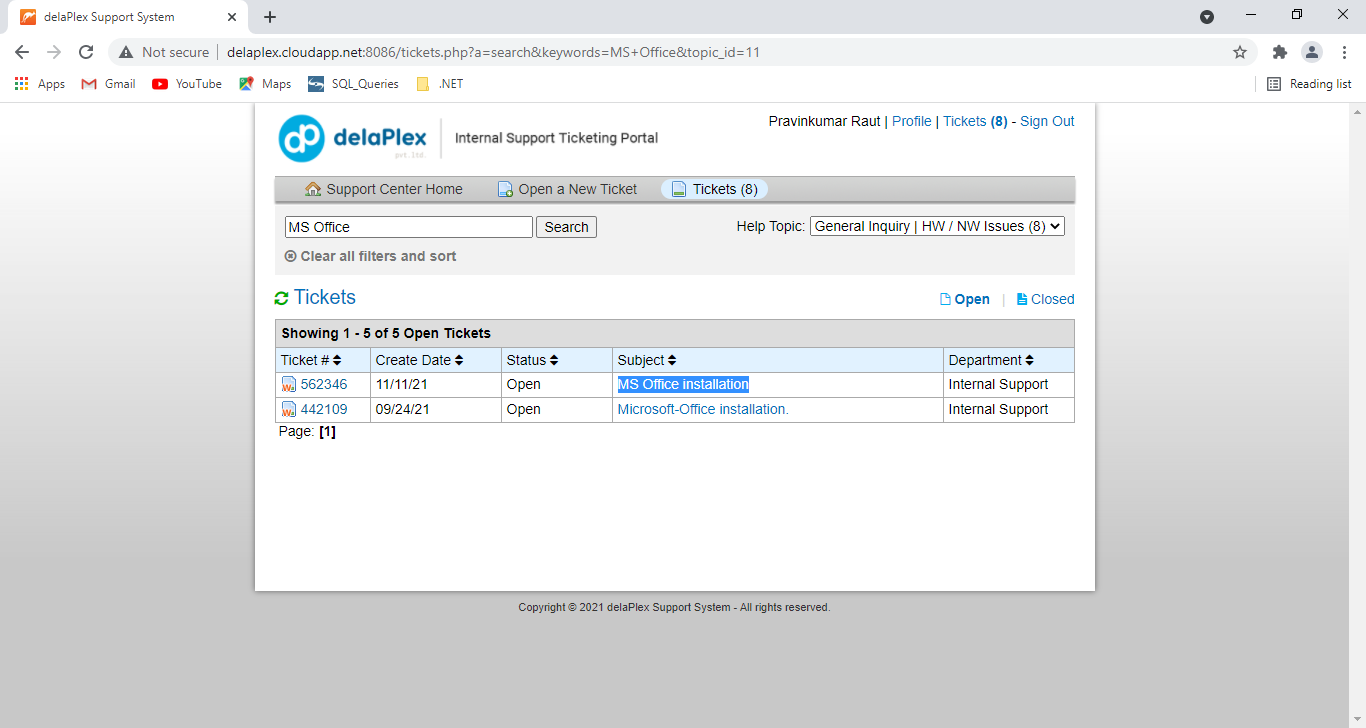 delaPlex Support System
Not secure | delaplex.cloudapp.net:8086/tickets.php?a=search&keywords=MS+Office&topic_id=11
Apps Gmail YouTube Maps SQL_Queries .NET Reading list
dp delaPlex pvt.ltd. Internal Support Ticketing Portal
Pravinkumar Raut | Profile | Tickets (8) - Sign Out
Support Center Home Open a New Ticket Tickets (8)
MS Office Search Help Topic: General Inquiry | HW / NW Issues (8)
Clear all filters and sort
Tickets Open | Closed
Showing 1 - 5 of 5 Open Tickets
Ticket # Create Date Status Subject Department
562346 11/11/21 Open MS Office installation Internal Support
442109 09/24/21 Open Microsoft-Office installation. Internal Support
Page: [1]
Copyright © 2021 delaPlex Support System - All rights reserved.